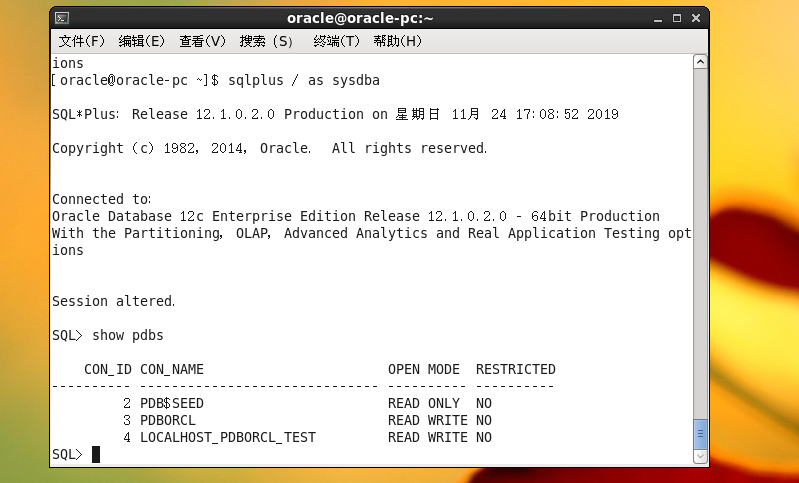 oracle@oracle-pc:~
文件(F) 编辑(E) 查看(V) 搜索 (S) 终端(T) 帮助(H)
ions
[oracle@oracle-pc ~]$ sqlplus / as sysdba
SQL*Plus: Release 12.1.0.2.0 Production on 星期日 11月 24 17:08:52 2019
Copyright (c) 1982, 2014, Oracle.  All rights reserved.
Connected to:
Oracle Database 12c Enterprise Edition Release 12.1.0.2.0 - 64bit Production
With the Partitioning, OLAP, Advanced Analytics and Real Application Testing opt
ions
Session altered.
SQL> show pdbs
    CON_ID CON_NAME                       OPEN MODE  RESTRICTED
---------- ------------------------------ ---------- ----------
         2 PDB$SEED                       READ ONLY  NO
         3 PDBORCL                        READ WRITE NO
         4 LOCALHOST_PDBORCL_TEST         READ WRITE NO
SQL>